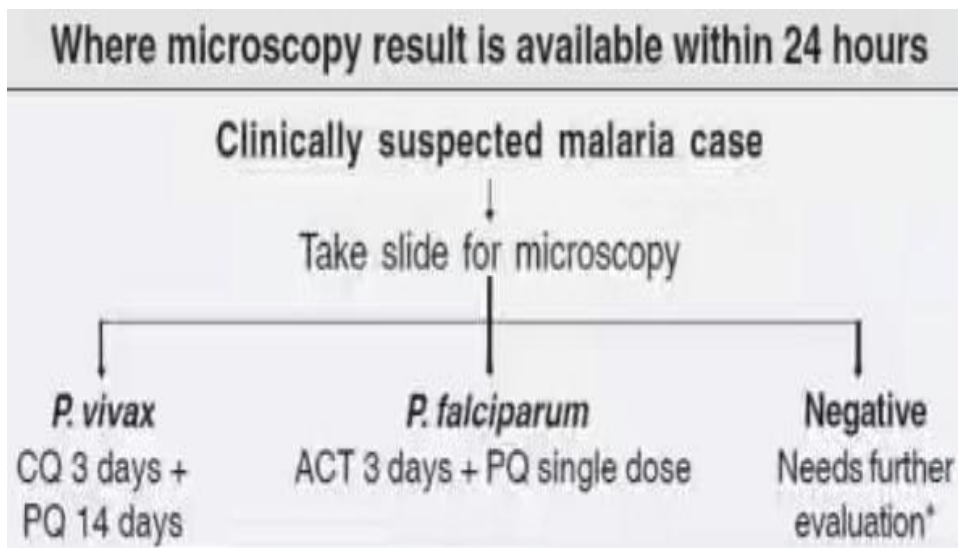 Where microscopy result is available within 24 hours
Clinically suspected malaria case
Take slide for microscopy
P. vivax
CQ 3 days +
PQ 14 days
P. falciparum
ACT 3 days + PQ single dose
Negative
Needs further
evaluation*